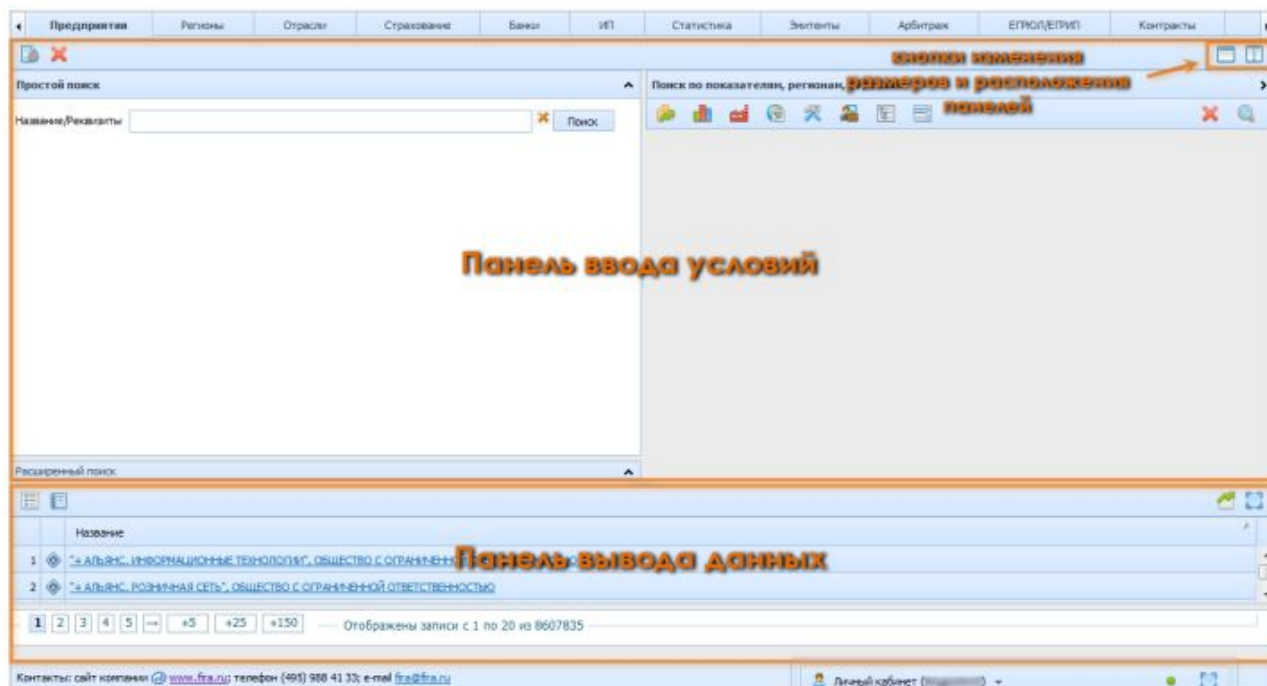 Предприятия Регионы Отрасли Страхование Банки ИП Статистика Эмитенты Арбитраж ЕГРЮЛ/ЕГРИП Контракты
кнопки изменения
размеров и расположения
панелей
Простой поиск
Поиск по показателям, регионам,
Название/Реквизиты
Поиск
Панель ввода условий
Расширенный поиск
Название
1 "4 АЛЬЯНС. ИНФОРМАЦИОННЫЕ ТЕХНОЛОГИИ", ОБЩЕСТВО С ОГРАНИЧЕННОЙ
Панель вывода данных
2 "4 АЛЬЯНС. РОЗНИЧНАЯ СЕТЬ", ОБЩЕСТВО С ОГРАНИЧЕННОЙ ОТВЕТСТВЕННОСТЬЮ
1 2 3 4 5 → +5 +25 +150 Отображены записи с 1 по 20 из 8607835
Контакты: сайт компании www.fira.ru; телефон (495) 988 41 33; e-mail fira@fira.ru
Личный кабинет (